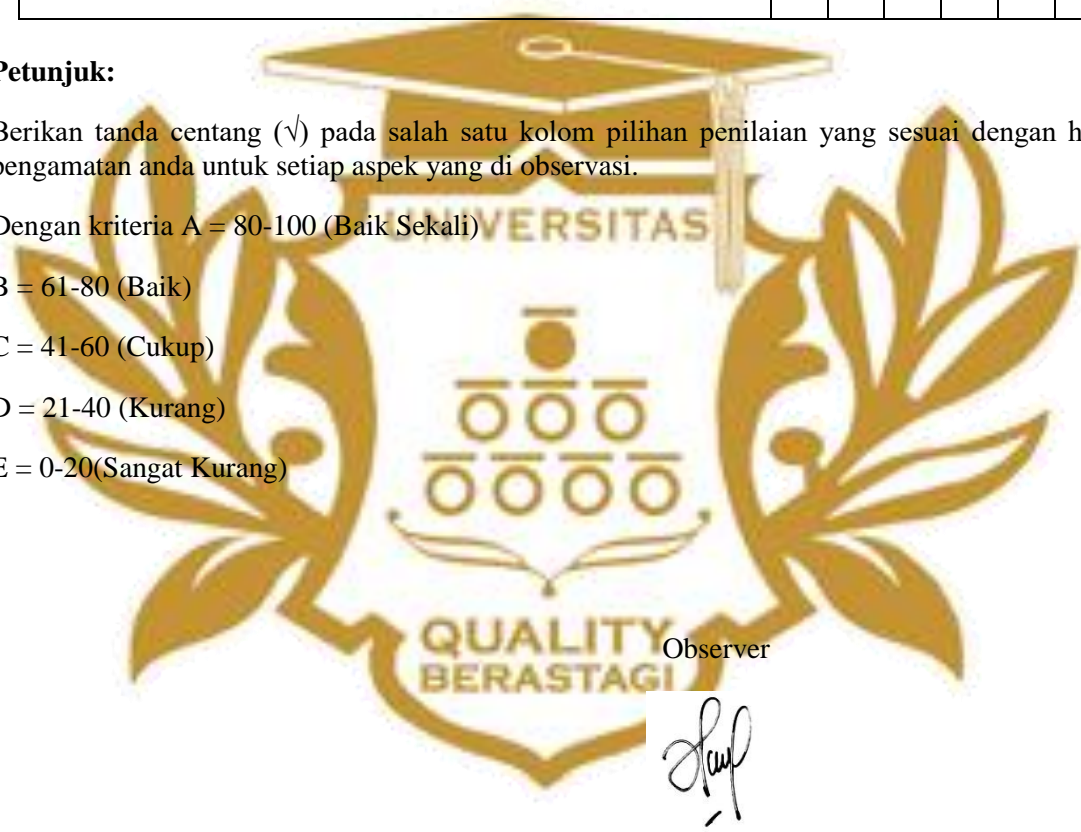 Petunjuk:
Berikan tanda centang (√) pada salah satu kolom pilihan penilaian yang sesuai dengan h
pengamatan anda untuk setiap aspek yang di observasi.
UNIVERSITAS
Dengan kriteria A = 80-100 (Baik Sekali)
B = 61-80 (Baik)
C = 41-60 (Cukup)
D = 21-40 (Kurang)
E = 0-20(Sangat Kurang)
QUALITY
BERASTAGI
Observer